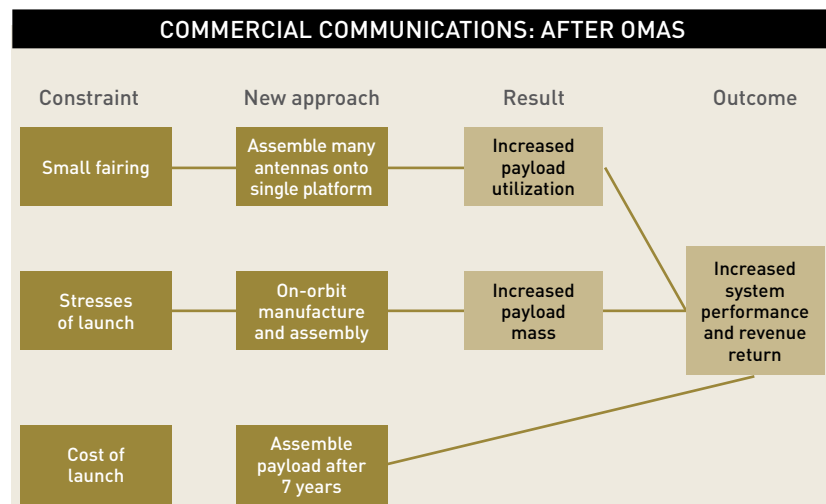 COMMERCIAL COMMUNICATIONS: AFTER OMAS
Constraint
New approach
Result
Outcome
Small fairing
Assemble many
antennas onto
single platform
Increased
payload
utilization
Stresses
of launch
On-orbit
manufacture
and assembly
Increased
payload
mass
Increased
system
performance
and revenue
return
Cost of
launch
Assemble
payload after
7 years